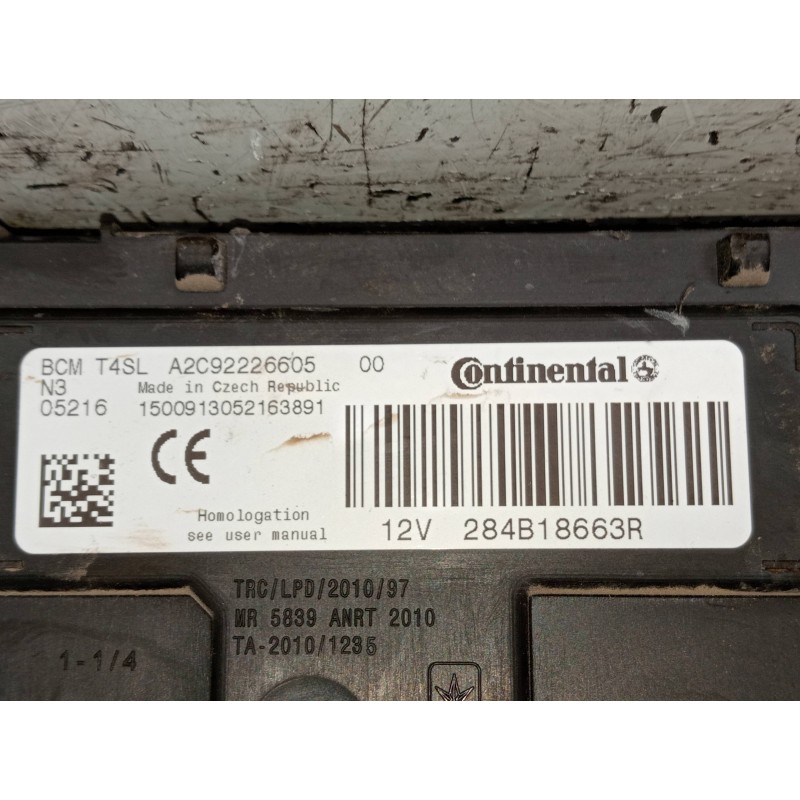 BCM T4SL A2C92226605 00
N3 Made in Czech Republic
05216 1500913052163891
Continental
CE
Homologation
see user manual
12V 284B18663R
TRC/LPD/2010/97
MR 5839 ANRT 2010
TA-2010/1235
1-1/4